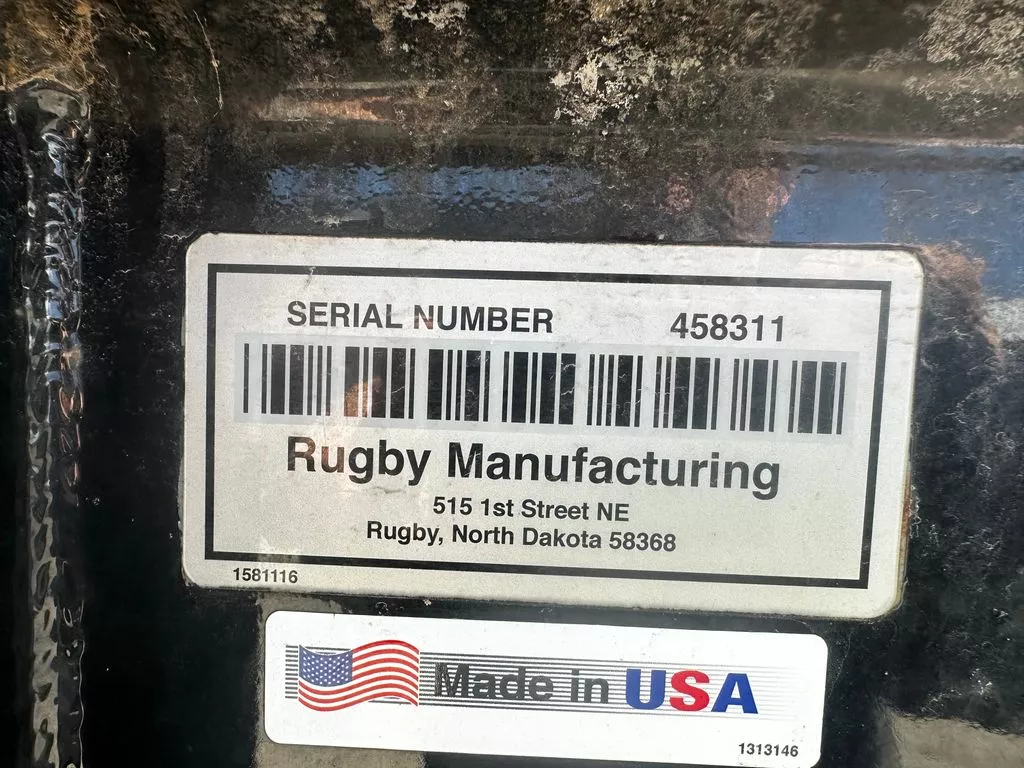 SERIAL NUMBER 458311
Rugby Manufacturing
515 1st Street NE
Rugby, North Dakota 58368
1581116
Made in USA
1313146